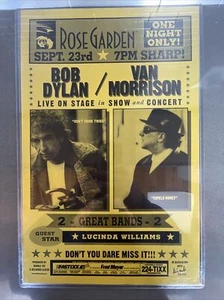 ROSE GARDEN
ONE NIGHT ONLY!
SEPT. 23rd ★ 7PM SHARP!
BOB DYLAN / VAN MORRISON
LIVE ON STAGE in SHOW and CONCERT
"DON'T THINK TWICE"
"TUPELO HONEY"
2 - GREAT BANDS - 2
GUEST STAR
★ LUCINDA WILLIAMS ★
DON'T YOU DARE MISS IT!!!
FASTIXX
Fred Meyer
224-TIXX